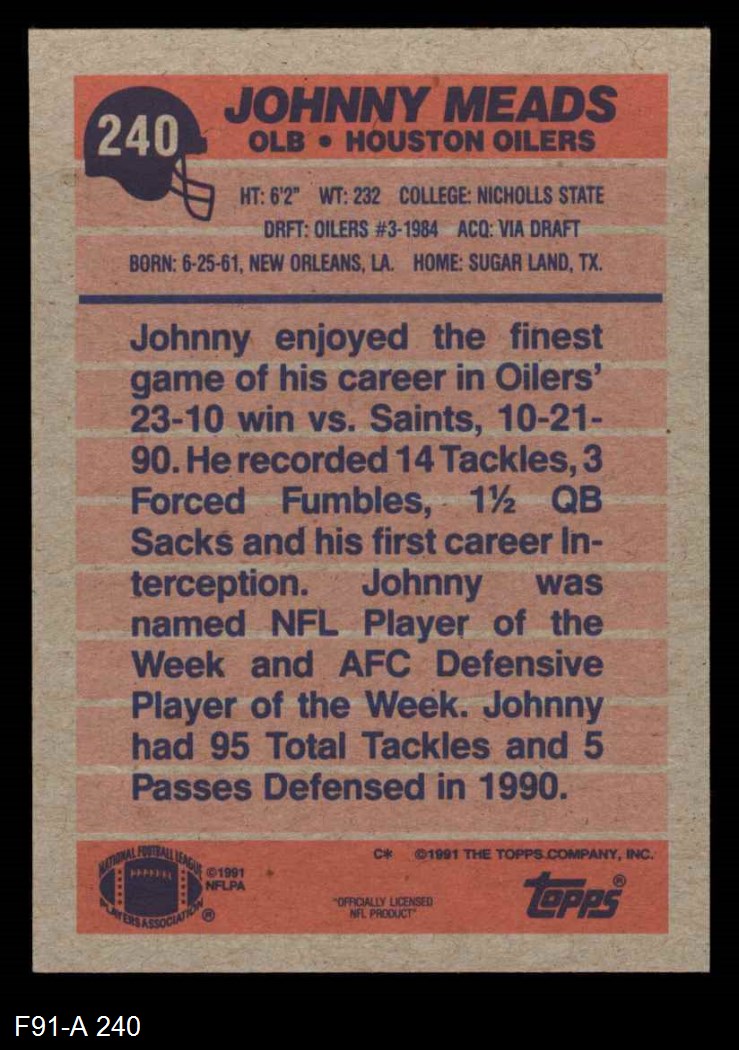 240
JOHNNY MEADS
OLB • HOUSTON OILERS
HT: 6'2" WT: 232 COLLEGE: NICHOLLS STATE
DRFT: OILERS #3-1984 ACQ: VIA DRAFT
BORN: 6-25-61, NEW ORLEANS, LA. HOME: SUGAR LAND, TX.
Johnny enjoyed the finest
game of his career in Oilers'
23-10 win vs. Saints, 10-21-
90. He recorded 14 Tackles, 3
Forced Fumbles, 1½ QB
Sacks and his first career In-
terception. Johnny was
named NFL Player of the
Week and AFC Defensive
Player of the Week. Johnny
had 95 Total Tackles and 5
Passes Defensed in 1990.
NATIONAL FOOTBALL LEAGUE
PLAYERS ASSOCIATION ®
©1991
NFLPA
C* ©1991 THE TOPPS COMPANY, INC.
"OFFICIALLY LICENSED
NFL PRODUCT"
topps®
F91-A 240